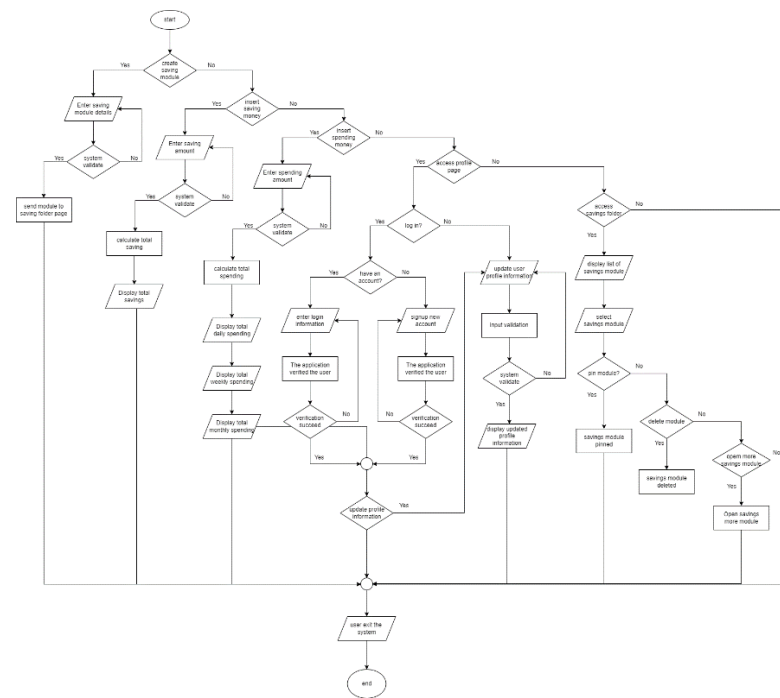 start
create
saving
module
Yes
No
Enter saving
module details
insert
saving
money
Yes
No
system
validate
Yes
No
Enter saving
amount
insert
spending
money
Yes
No
send module to
saving folder page
system
validate
Yes
No
Enter spending
amount
access profile
page
Yes
No
calculate total
saving
system
validate
Yes
No
log in?
Yes
No
access
savings folder
Yes
No
Display total
savings
calculate total
spending
have an
account?
Yes
No
update user
profile information
display list of
savings module
Display total
daily spending
enter login
information
signup new
account
input validation
select
savings module
Display total
weekly spending
The application
verified the user
The application
verified the user
system
validate
No
Yes
pin module?
No
Yes
Display total
monthly spending
verification
succeed
No
Yes
verification
succeed
No
Yes
display updated
profile
information
savings module
pinned
delete module
No
Yes
savings module
deleted
opem more
savings module
No
Yes
Open savings
more module
update profile
information
Yes
user exit the
system
end